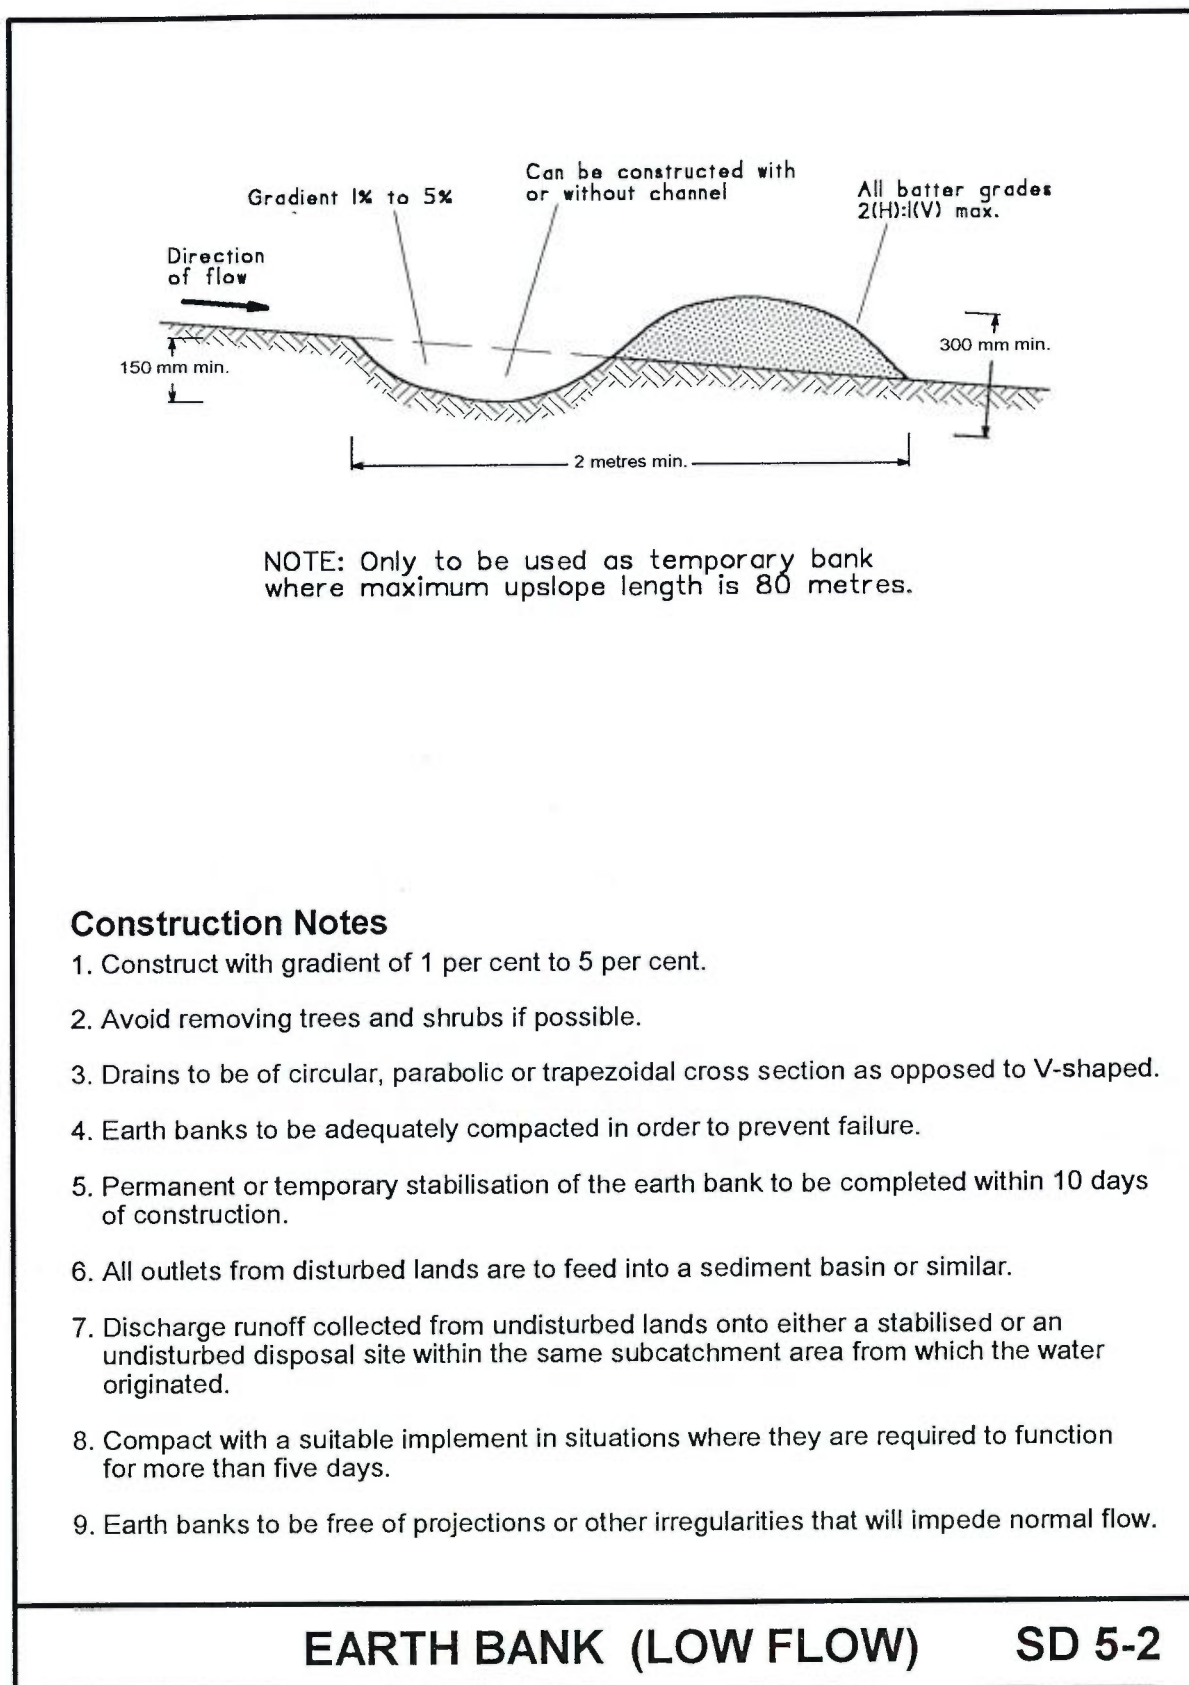 Can be constructed with
or without channel
Gradient 1% to 5%
All batter grades
2(H):1(V) max.
Direction
of flow
150 mm min.
300 mm min.
2 metres min.
NOTE: Only to be used as temporary bank
where maximum upslope length is 80 metres.
Construction Notes
1. Construct with gradient of 1 per cent to 5 per cent.
2. Avoid removing trees and shrubs if possible.
3. Drains to be of circular, parabolic or trapezoidal cross section as opposed to V-shaped.
4. Earth banks to be adequately compacted in order to prevent failure.
5. Permanent or temporary stabilisation of the earth bank to be completed within 10 days
of construction.
6. All outlets from disturbed lands are to feed into a sediment basin or similar.
7. Discharge runoff collected from undisturbed lands onto either a stabilised or an
undisturbed disposal site within the same subcatchment area from which the water
originated.
8. Compact with a suitable implement in situations where they are required to function
for more than five days.
9. Earth banks to be free of projections or other irregularities that will impede normal flow.
EARTH BANK (LOW FLOW) SD 5-2